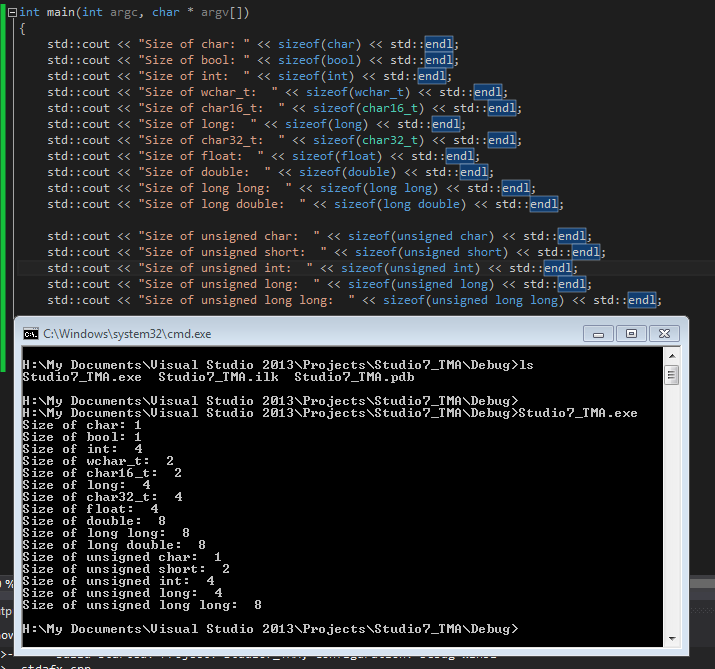 int main(int argc, char * argv[])
{
std::cout << "Size of char: " << sizeof(char) << std::endl;
std::cout << "Size of bool: " << sizeof(bool) << std::endl;
std::cout << "Size of int:  " << sizeof(int) << std::endl;
std::cout << "Size of wchar_t:  " << sizeof(wchar_t) << std::endl;
std::cout << "Size of char16_t:  " << sizeof(char16_t) << std::endl;
std::cout << "Size of long:  " << sizeof(long) << std::endl;
std::cout << "Size of char32_t:  " << sizeof(char32_t) << std::endl;
std::cout << "Size of float:  " << sizeof(float) << std::endl;
std::cout << "Size of double:  " << sizeof(double) << std::endl;
std::cout << "Size of long long:  " << sizeof(long long) << std::endl;
std::cout << "Size of long double:  " << sizeof(long double) << std::endl;
std::cout << "Size of unsigned char:  " << sizeof(unsigned char) << std::endl;
std::cout << "Size of unsigned short:  " << sizeof(unsigned short) << std::endl;
std::cout << "Size of unsigned int:  " << sizeof(unsigned int) << std::endl;
std::cout << "Size of unsigned long:  " << sizeof(unsigned long) << std::endl;
std::cout << "Size of unsigned long long:  " << sizeof(unsigned long long) << std::endl;
C:\Windows\system32\cmd.exe
H:\My Documents\Visual Studio 2013\Projects\Studio7_TMA\Debug>ls
Studio7_TMA.exe  Studio7_TMA.ilk  Studio7_TMA.pdb
H:\My Documents\Visual Studio 2013\Projects\Studio7_TMA\Debug>
H:\My Documents\Visual Studio 2013\Projects\Studio7_TMA\Debug>Studio7_TMA.exe
Size of char: 1
Size of bool: 1
Size of int:  4
Size of wchar_t:  2
Size of char16_t:  2
Size of long:  4
Size of char32_t:  4
Size of float:  4
Size of double:  8
Size of long long:  8
Size of long double:  8
Size of unsigned char:  1
Size of unsigned short:  2
Size of unsigned int:  4
Size of unsigned long:  4
Size of unsigned long long:  8
H:\My Documents\Visual Studio 2013\Projects\Studio7_TMA\Debug>
stdafx.cpp